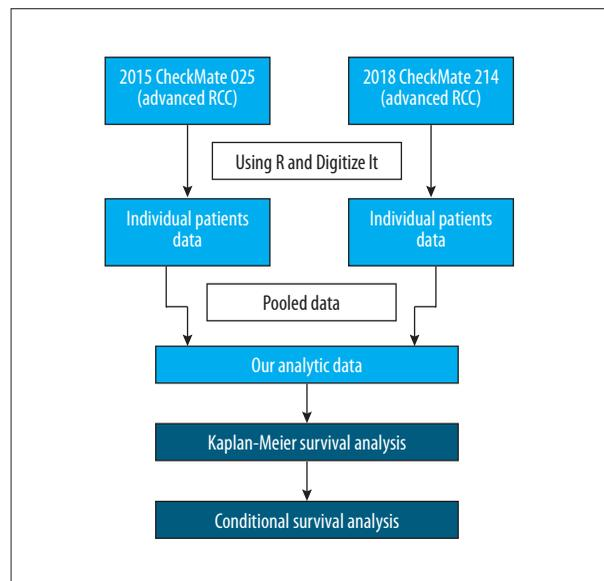 2015 CheckMate 025
(advanced RCC)
2018 CheckMate 214
(advanced RCC)
Using R and Digitize It
Individual patients
data
Individual patients
data
Pooled data
Our analytic data
Kaplan-Meier survival analysis
Conditional survival analysis